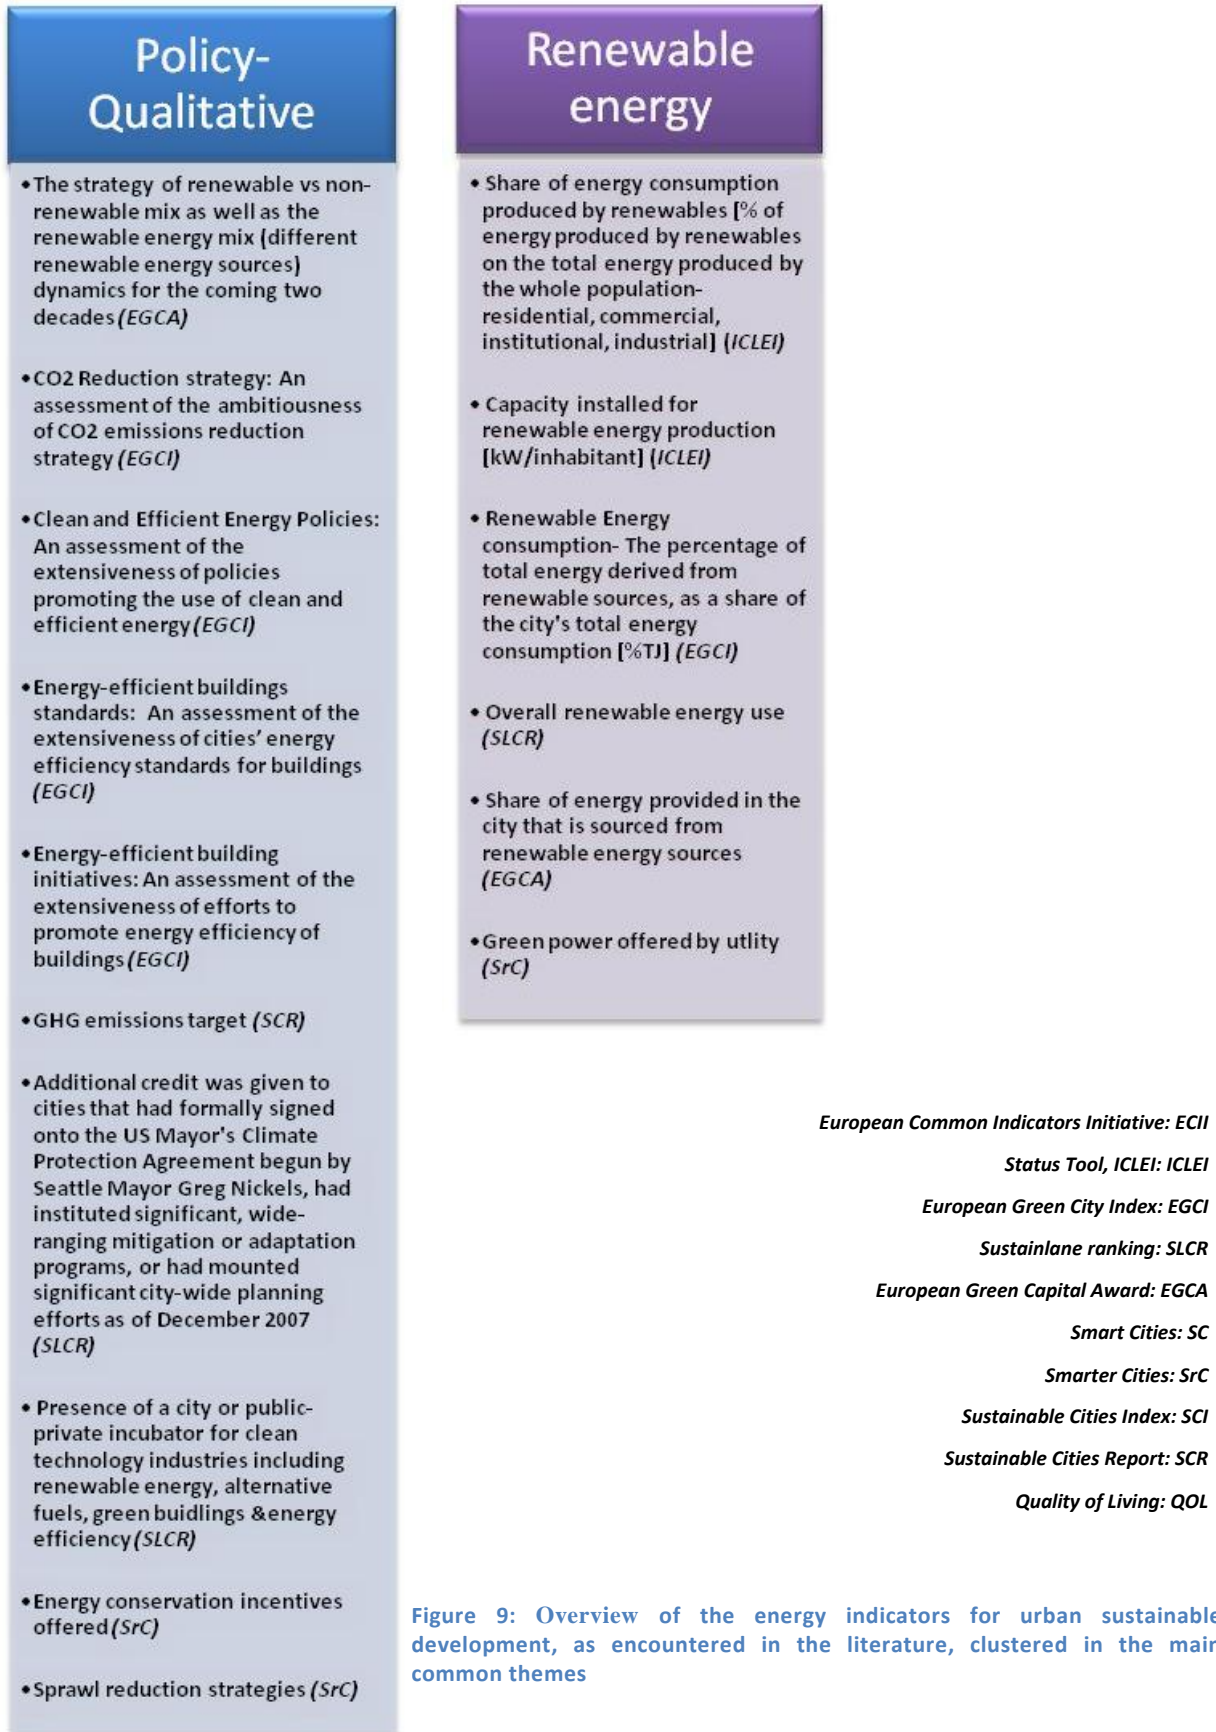 Policy-
Qualitative
•The strategy of renewable vs non-
renewable mix as well as the
renewable energy mix (different
renewable energy sources)
dynamics for the coming two
decades (EGCA)
•CO2 Reduction strategy: An
assessment of the ambitiousness
of CO2 emissions reduction
strategy (EGCI)
•Clean and Efficient Energy Policies:
An assessment of the
extensiveness of policies
promoting the use of clean and
efficient energy (EGCI)
•Energy-efficient buildings
standards: An assessment of the
extensiveness of cities' energy
efficiency standards for buildings
(EGCI)
•Energy-efficient building
initiatives: An assessment of the
extensiveness of efforts to
promote energy efficiency of
buildings (EGCI)
•GHG emissions target (SCR)
•Additional credit was given to
cities that had formally signed
onto the US Mayor's Climate
Protection Agreement begun by
Seattle Mayor Greg Nickels, had
instituted significant, wide-
ranging mitigation or adaptation
programs, or had mounted
significant city-wide planning
efforts as of December 2007
(SLCR)
• Presence of a city or public-
private incubator for clean
technology industries including
renewable energy, alternative
fuels, green buidlings &energy
efficiency (SLCR)
•Energy conservation incentives
offered (SrC)
•Sprawl reduction strategies (SrC)
Renewable
energy
• Share of energy consumption
produced by renewables [% of
energy produced by renewables
on the total energy produced by
the whole population-
residential, commercial,
institutional, industrial] (ICLEI)
• Capacity installed for
renewable energy production
[kW/inhabitant] (ICLEI)
• Renewable Energy
consumption- The percentage of
total energy derived from
renewable sources, as a share of
the city's total energy
consumption [%TJ] (EGCI)
• Overall renewable energy use
(SLCR)
• Share of energy provided in the
city that is sourced from
renewable energy sources
(EGCA)
•Green power offered by utlity
(SrC)
European Common Indicators Initiative: ECII
Status Tool, ICLEI: ICLEI
European Green City Index: EGCI
Sustainlane ranking: SLCR
European Green Capital Award: EGCA
Smart Cities: SC
Smarter Cities: SrC
Sustainable Cities Index: SCI
Sustainable Cities Report: SCR
Quality of Living: QOL
Figure 9: Overview of the energy indicators for urban sustainable
development, as encountered in the literature, clustered in the main
common themes